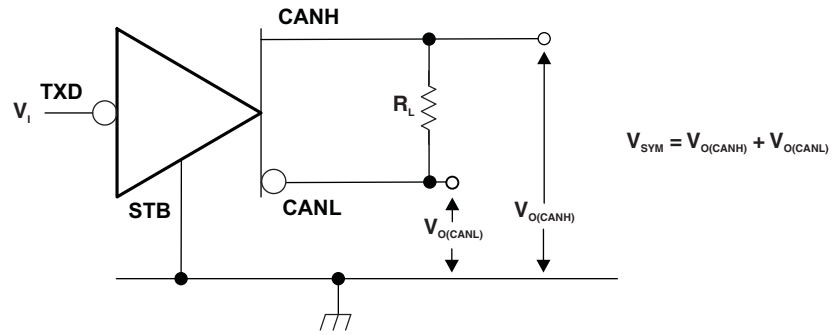 CANH
TXD
V_I
R_L
V_SYM = V_O(CANH) + V_O(CANL)
STB
CANL
V_O(CANL)
V_O(CANH)